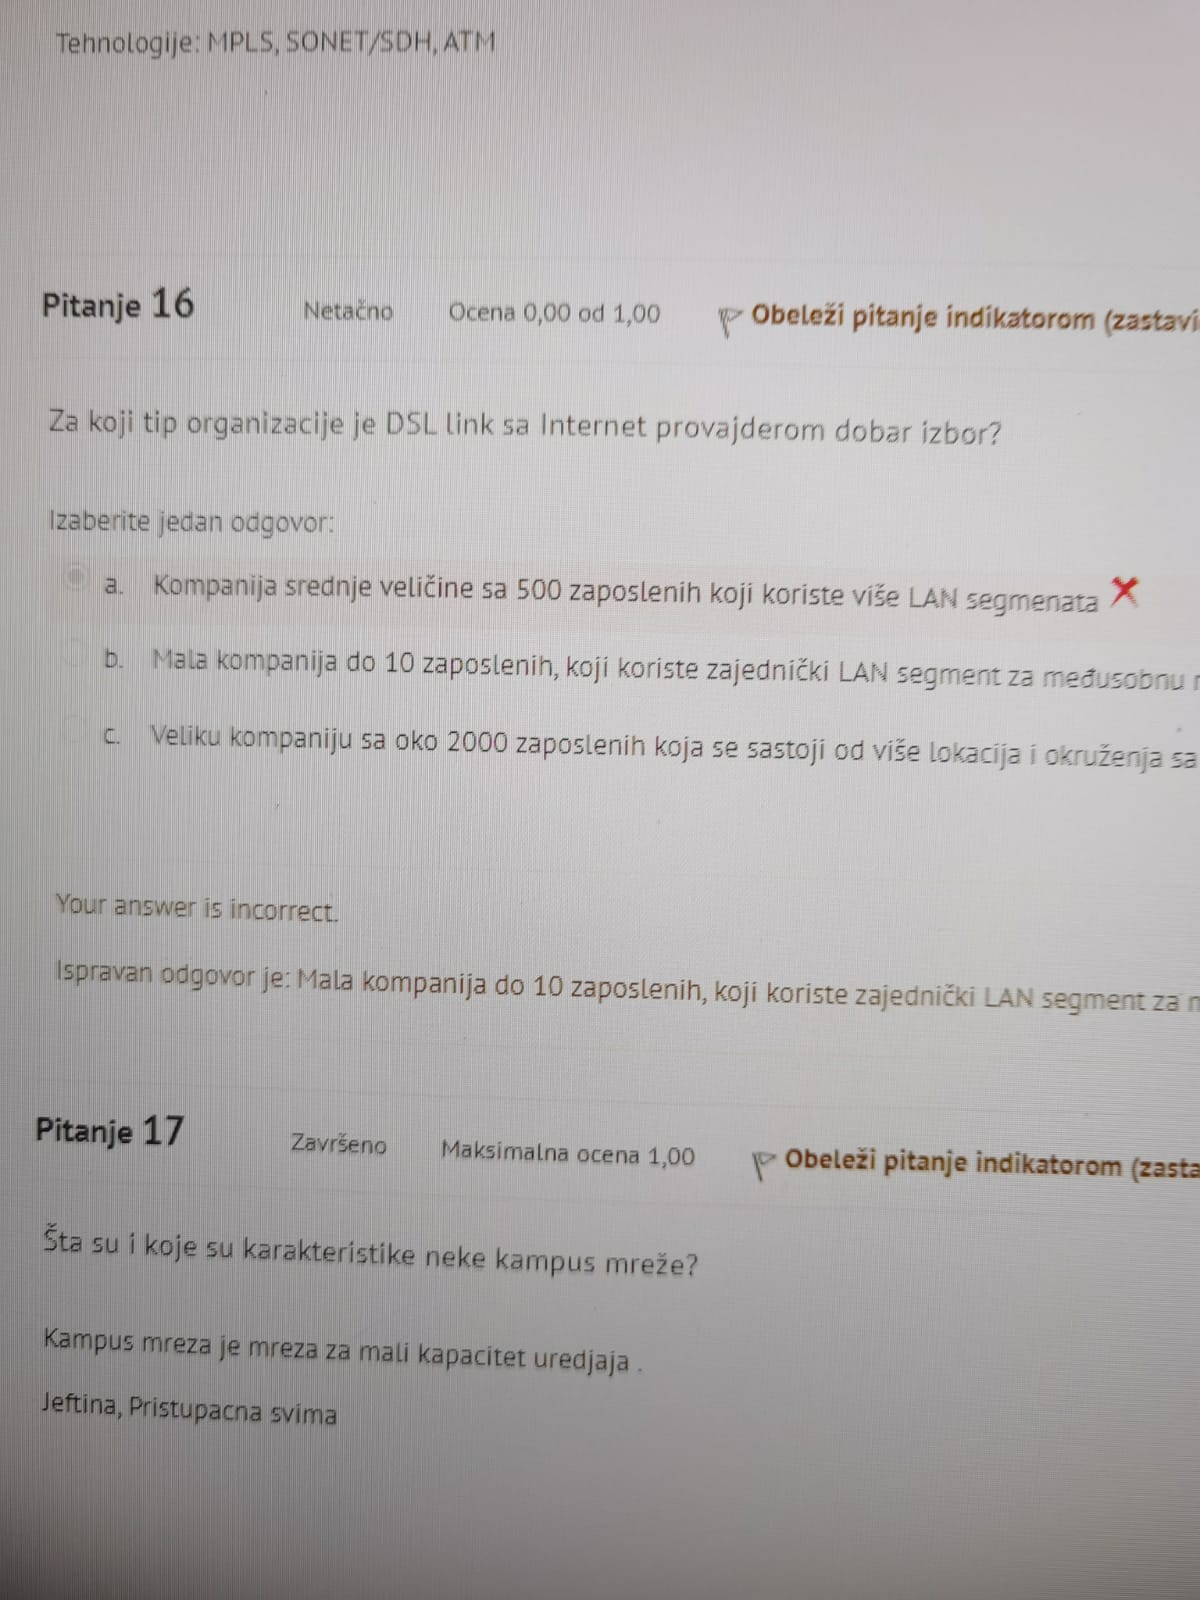 Tehnologije: MPLS, SONET/SDH, ATM
Pitanje 16
Netačno
Ocena 0,00 od 1,00
Obeleži pitanje indikatorom (zastavi
Za koji tip organizacije je DSL link sa Internet provajderom dobar izbor?
Izaberite jedan odgovor:
a. Kompanija srednje veličine sa 500 zaposlenih koji koriste više LAN segmenata
b. Mala kompanija do 10 zaposlenih, koji koriste zajednički LAN segment za međusobnu
c. Veliku kompaniju sa oko 2000 zaposlenih koja se sastoji od više lokacija i okruženja sa
Your answer is incorrect.
Ispravan odgovor je: Mala kompanija do 10 zaposlenih, koji koriste zajednički LAN segment za
Pitanje 17
Završeno
Maksimalna ocena 1,00
Obeleži pitanje indikatorom (zasta
Šta su i koje su karakteristike neke kampus mreže?
Kampus mreza je mreza za mali kapacitet uredjaja .
Jeftina, Pristupacna svima